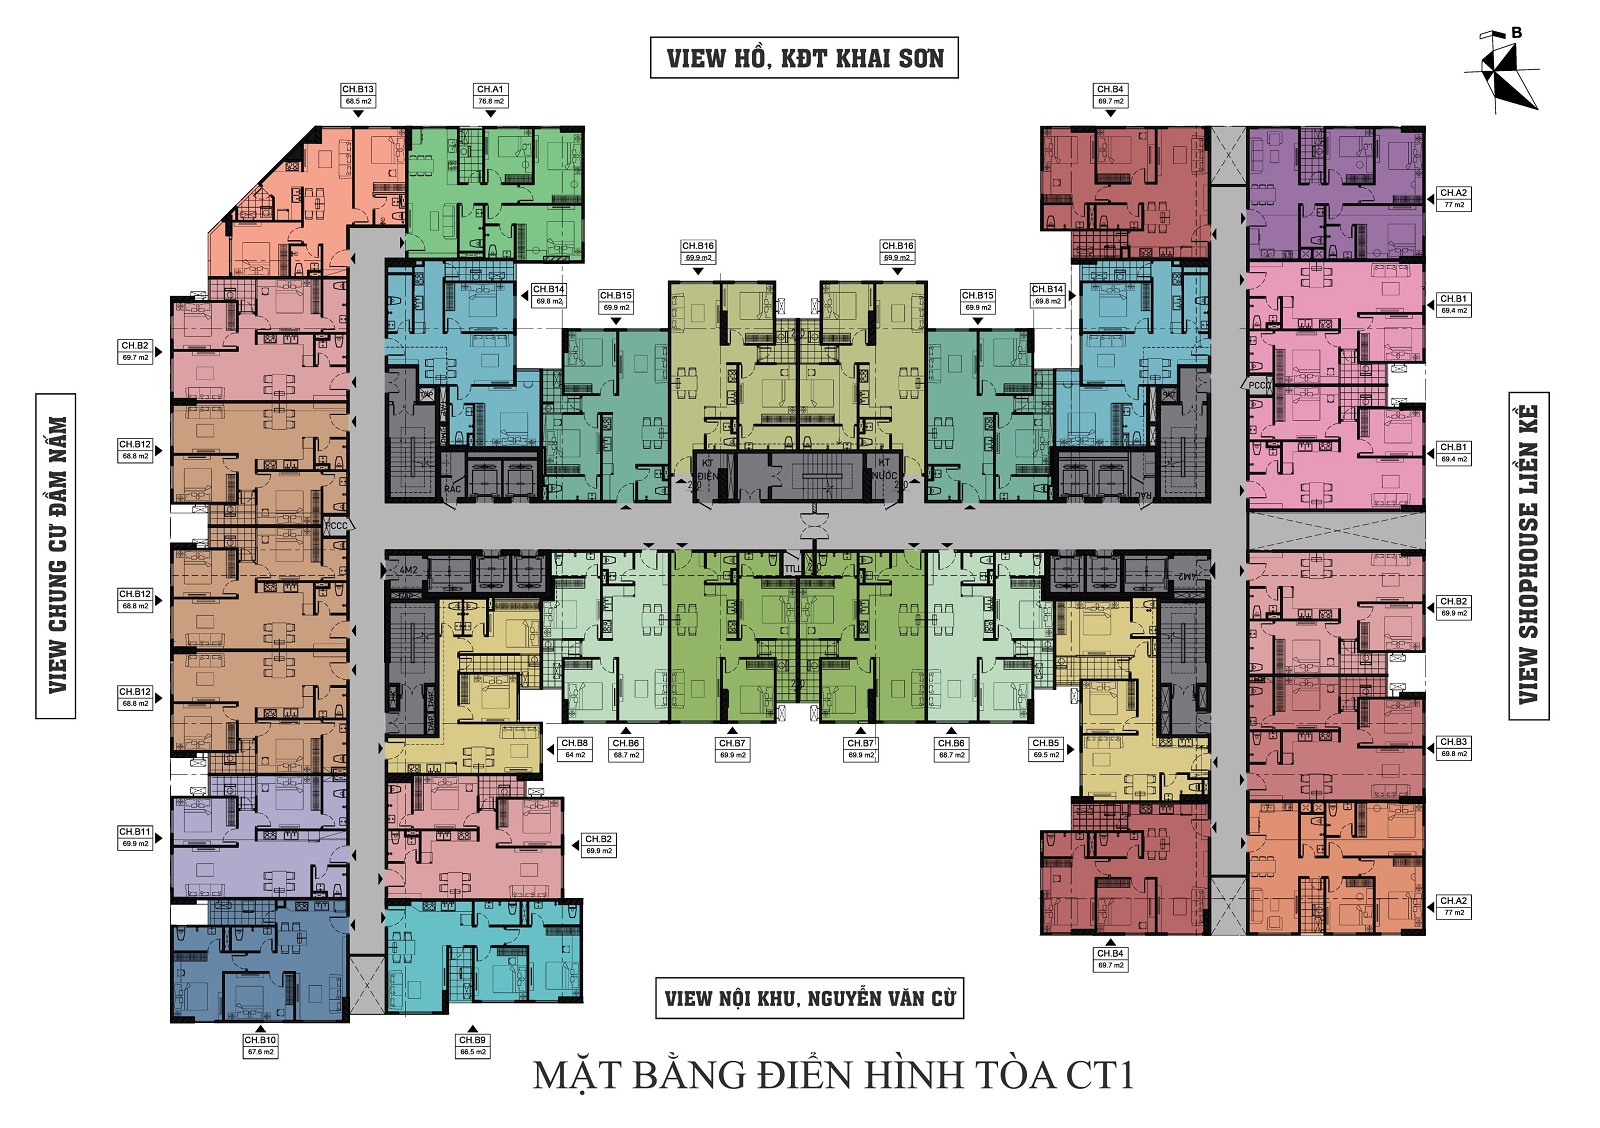 B
VIEW HỒ, KĐT KHAI SƠN
CH.B13
68.5 m2
CH.A1
76.8 m2
CH.B4
69.7 m2
CH.A2
77 m2
CH.B16
69.9 m2
CH.B16
69.9 m2
CH.B14
69.8 m2
CH.B15
69.9 m2
CH.B15
69.9 m2
CH.B14
69.8 m2
CH.B1
69.4 m2
CH.B2
69.7 m2
PCCC
VIEW CHUNG CƯ ĐẦM NẤM
VIEW SHOPHOUSE LIỀN KỀ
CH.B12
68.8 m2
CH.B1
69.4 m2
KT
ĐIỆN
KT
NƯỚC
RÁC
RÁC
PCCC
4M2
TTLL
4M2
CH.B12
68.8 m2
CH.B2
69.9 m2
CH.B12
68.8 m2
CH.B8
64 m2
CH.B6
68.7 m2
CH.B7
69.9 m2
CH.B7
69.9 m2
CH.B6
68.7 m2
CH.B5
69.5 m2
CH.B3
69.8 m2
CH.B11
69.9 m2
CH.B2
69.9 m2
CH.A2
77 m2
CH.B4
69.7 m2
VIEW NỘI KHU, NGUYỄN VĂN CỪ
CH.B10
67.6 m2
CH.B9
66.5 m2
MẶT BẰNG ĐIỂN HÌNH TÒA CT1